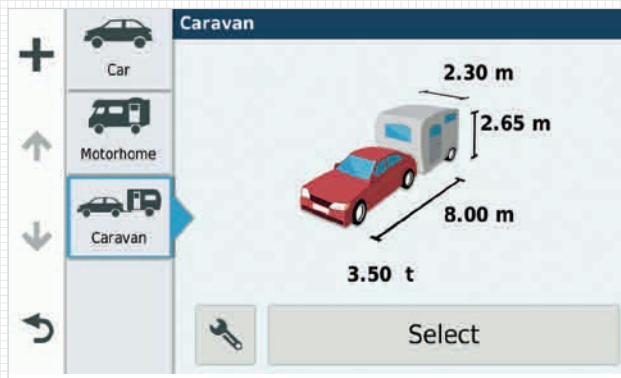 Caravan
Car
Motorhome
Caravan
2.30 m
2.65 m
8.00 m
3.50 t
Select